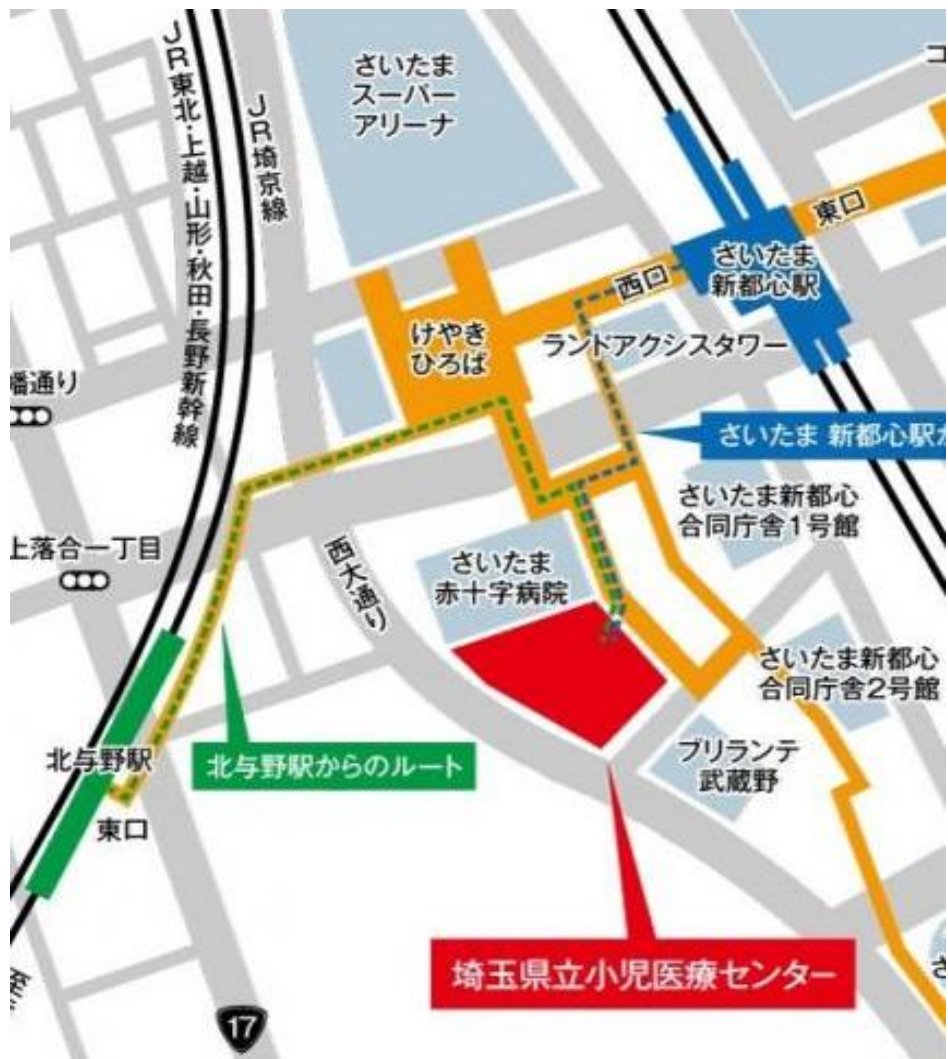 さいたま
スーパー
アリーナ
コ
JR東北・上越・山形・秋田・長野新幹線
JR埼京線
東口
さいたま
新都心駅
西口
けやき
ひろば
ランドアクシスタワー
幡通り
さいたま 新都心駅か
さいたま新都心
合同庁舎1号館
上落合一丁目
西大通り
さいたま
赤十字病院
さいたま新都心
合同庁舎2号館
北与野駅
北与野駅からのルート
ブリランテ
武蔵野
東口
埼玉県立小児医療センター
さ
至
17